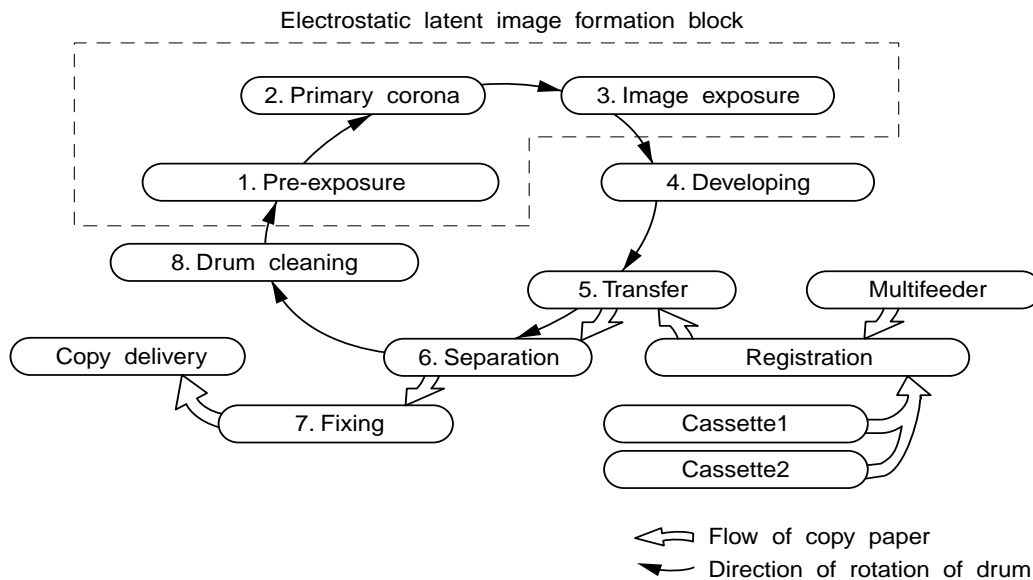 Electrostatic latent image formation block
2. Primary corona
3. Image exposure
1. Pre-exposure
4. Developing
8. Drum cleaning
5. Transfer
Multifeeder
Copy delivery
6. Separation
Registration
7. Fixing
Cassette1
Cassette2
Flow of copy paper
Direction of rotation of drum